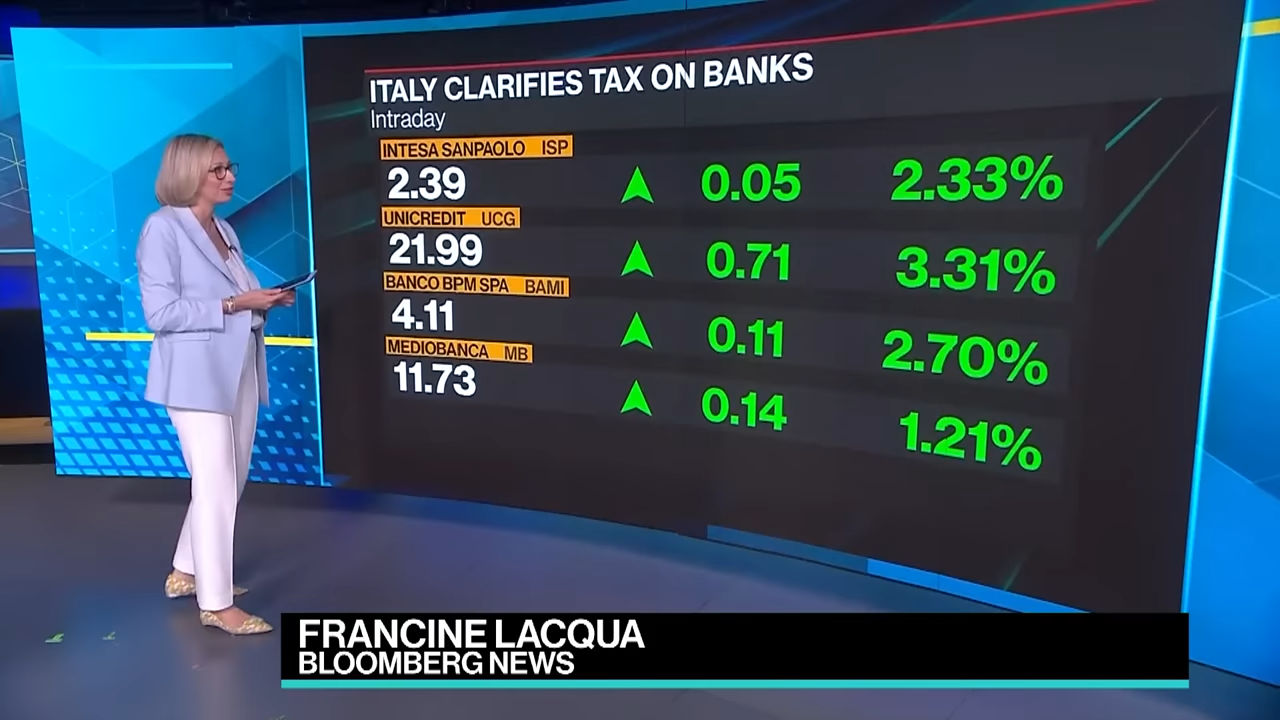 ITALY CLARIFIES TAX ON BANKS
Intraday
INTESA SANPAOLO ISP
2.39 0.05 2.33%
UNICREDIT UCG
21.99 0.71 3.31%
BANCO BPM SPA BAMI
4.11 0.11 2.70%
MEDIOBANCA MB
11.73 0.14 1.21%
FRANCINE LACQUA
BLOOMBERG NEWS